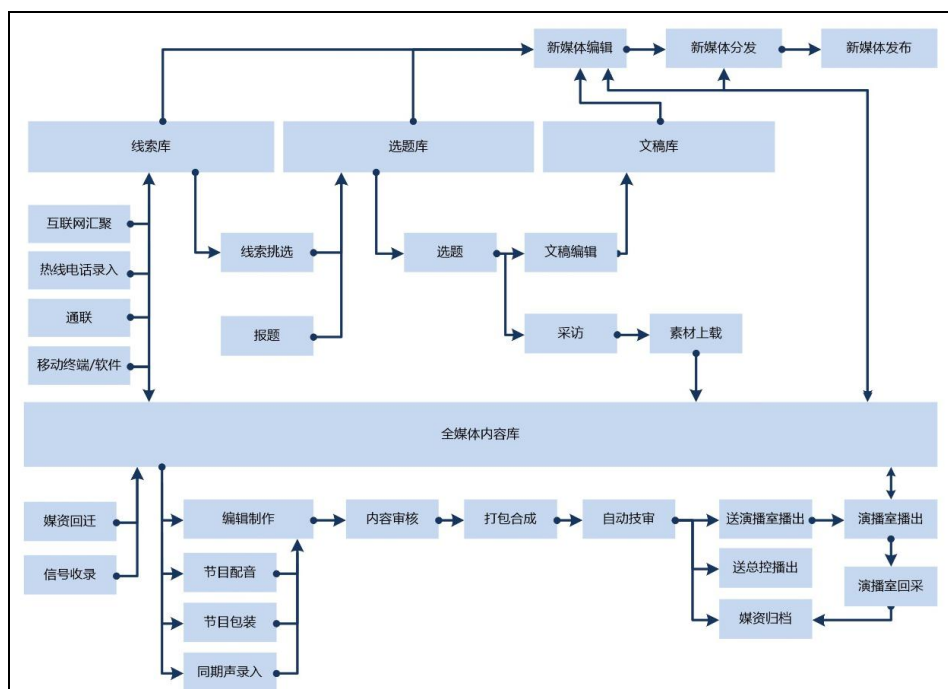 新媒体编辑
新媒体分发
新媒体发布
线索库
选题库
文稿库
互联网汇聚
热线电话录入
通联
移动终端/软件
线索挑选
报题
选题
文稿编辑
采访
素材上载
全媒体内容库
媒资回迁
信号收录
编辑制作
节目配音
节目包装
同期声录入
内容审核
打包合成
自动技审
送演播室播出
送总控播出
媒资归档
演播室播出
演播室回采